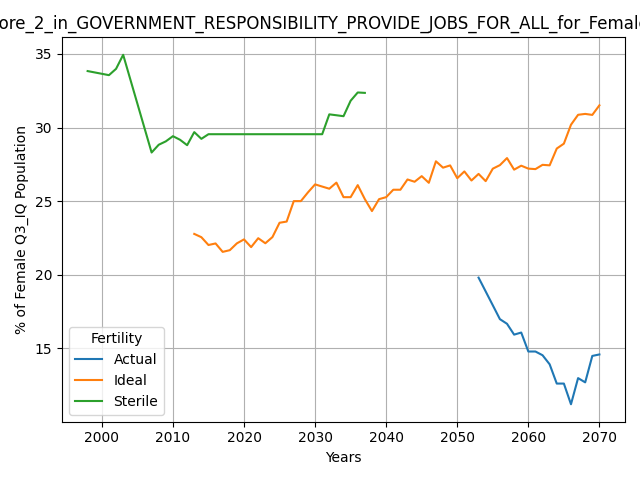 ore_2_in_GOVERNMENT_RESPONSIBILITY_PROVIDE_JOBS_FOR_ALL_for_Female
% of Female Q3_IQ Population
35
30
25
20
15
Fertility
Actual
Ideal
Sterile
2000 2010 2020 2030 2040 2050 2060 2070
Years